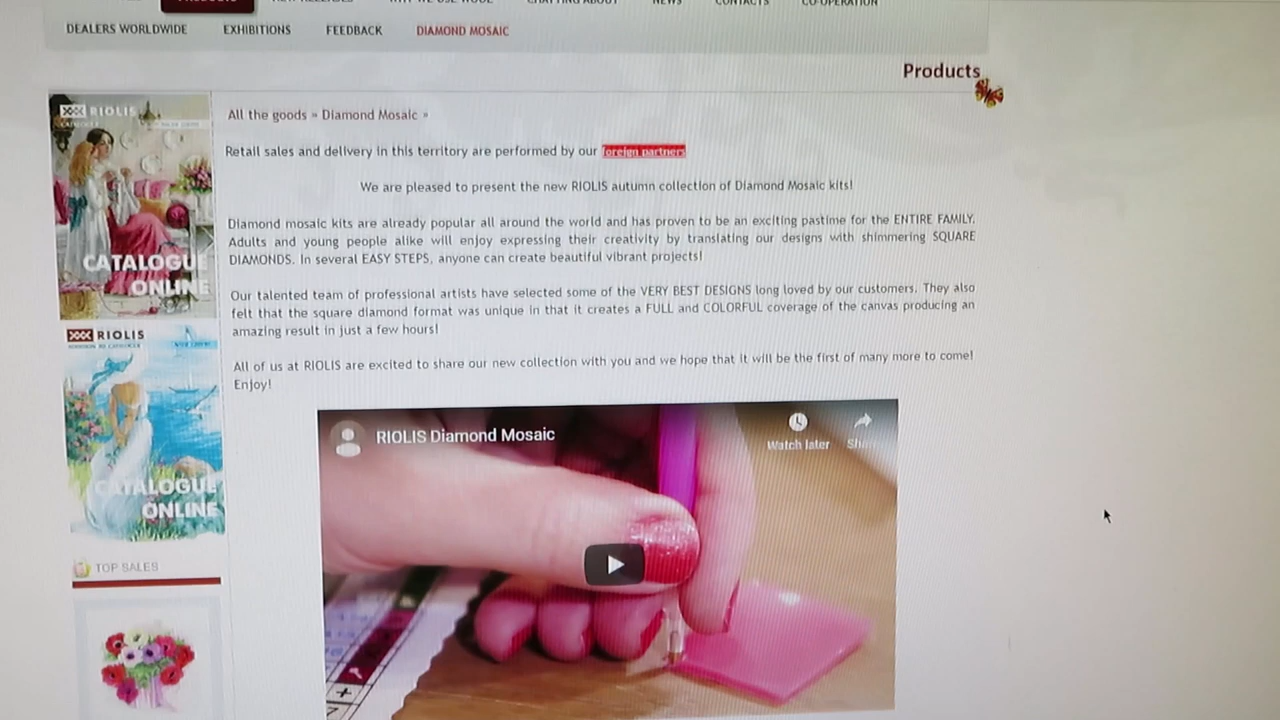 CONTACTS
CO-OPERATION
DEALERS WORLDWIDE
EXHIBITIONS
FEEDBACK
DIAMOND MOSAIC
Products
RIOLIS
CATALOGUE
ONLINE
RIOLIS
CATALOGUE
ONLINE
TOP SALES
All the goods » Diamond Mosaic »
Retail sales and delivery in this territory are performed by our foreign partners
We are pleased to present the new RIOLIS autumn collection of Diamond Mosaic kits!
Diamond mosaic kits are already popular all around the world and has proven to be an exciting pastime for the ENTIRE FAMILY.
Adults and young people alike will enjoy expressing their creativity by translating our designs with shimmering SQUARE
DIAMONDS. In several EASY STEPS, anyone can create beautiful vibrant projects!
Our talented team of professional artists have selected some of the VERY BEST DESIGNS long loved by our customers. They also
felt that the square diamond format was unique in that it creates a FULL and COLORFUL coverage of the canvas producing an
amazing result in just a few hours!
All of us at RIOLIS are excited to share our new collection with you and we hope that it will be the first of many more to come!
Enjoy!
RIOLIS Diamond Mosaic
Watch later